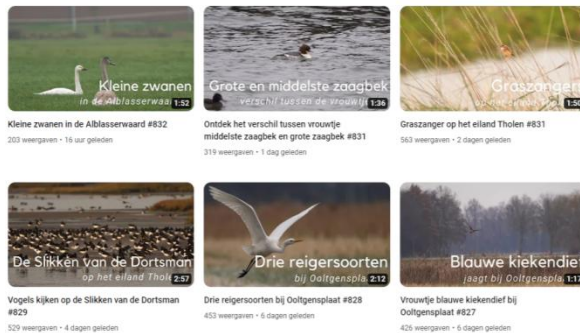 Kleine zwanen
in de Alblasserwaa
1:52
Grote en middelste zaagbek
verschil tussen de vrouwtje
1:36
Graszanger
1:50
Kleine zwanen in de Alblasserwaard #832
203 weergaven • 16 uur geleden
Ontdek het verschil tussen vrouwtje
middelste zaagbek en grote zaagbek #831
319 weergaven • 1 dag geleden
Graszanger op het eiland Tholen #831
563 weergaven • 2 dagen geleden
De Slikken van de Dortsman
op het eiland Thole
2:57
Drie reigersoorten
bij Ooltgenspla
2:12
Blauwe kiekendief
jaagt bij Ooltgenspla
1:17
Vogels kijken op de Slikken van de Dortsman
#829
529 weergaven • 4 dagen geleden
Drie reigersoorten bij Ooltgensplaat #828
453 weergaven • 6 dagen geleden
Vrouwtje blauwe kiekendief bij
Ooltgensplaat #827
426 weergaven • 6 dagen geleden